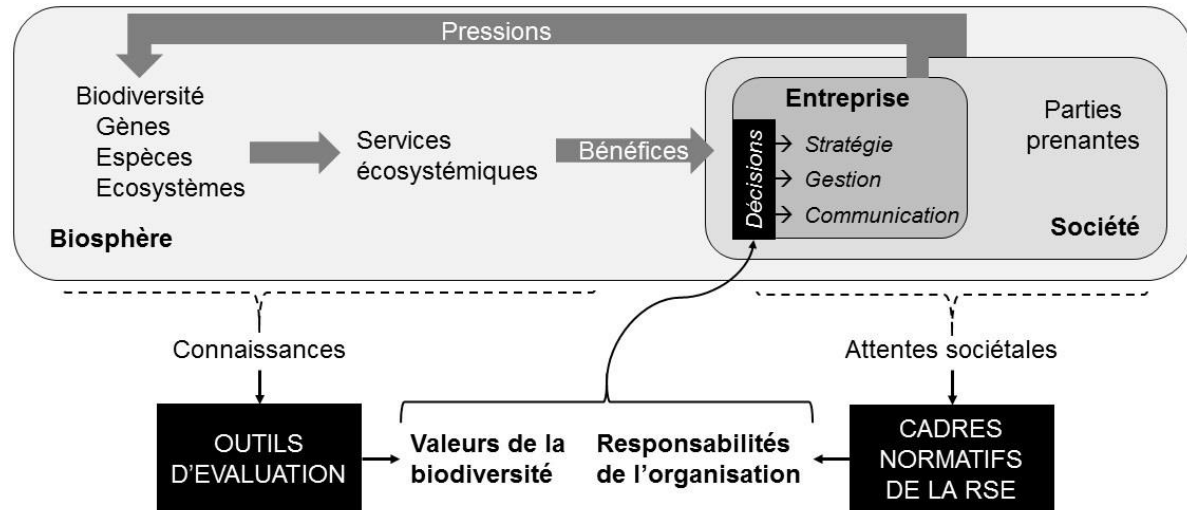 Pressions
Biodiversité
Gènes
Espèces
Ecosystèmes
Biosphère
Services
écosystémiques
Bénéfices
Entreprise
Décisions
Stratégie
Gestion
Communication
Parties
prenantes
Société
Connaissances
Attentes sociétales
OUTILS
D'EVALUATION
Valeurs de la
biodiversité
Responsabilités
de l'organisation
CADRES
NORMATIFS
DE LA RSE